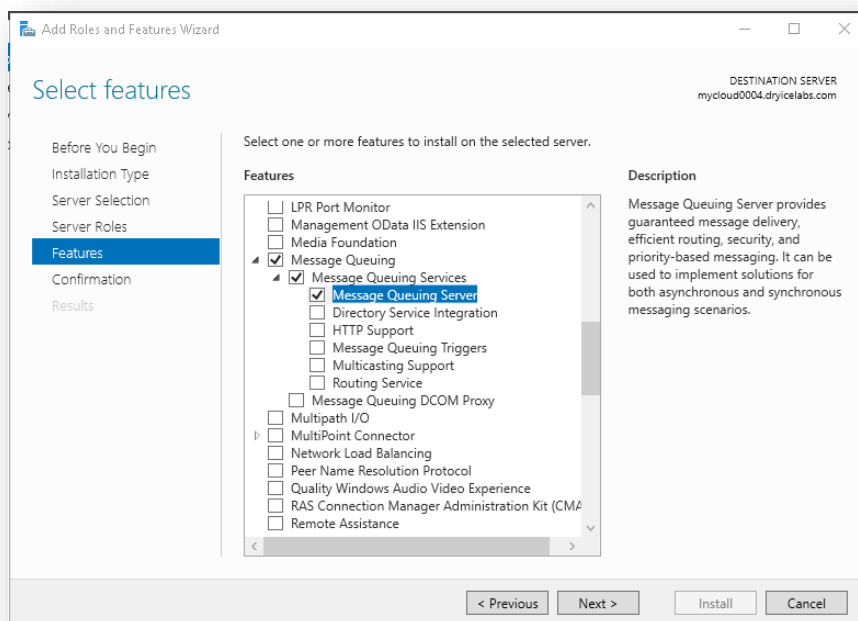 Add Roles and Features Wizard
Select features
DESTINATION SERVER
mycloud0004.dryicelabs.com
Before You Begin
Installation Type
Server Selection
Server Roles
Features
Confirmation
Results
Select one or more features to install on the selected server.
Features
LPR Port Monitor
Management OData IIS Extension
Media Foundation
Message Queuing
Message Queuing Services
Message Queuing Server
Directory Service Integration
HTTP Support
Message Queuing Triggers
Multicasting Support
Routing Service
Message Queuing DCOM Proxy
Multipath I/O
MultiPoint Connector
Network Load Balancing
Peer Name Resolution Protocol
Quality Windows Audio Video Experience
RAS Connection Manager Administration Kit (CMA
Remote Assistance
Description
Message Queuing Server provides
guaranteed message delivery,
efficient routing, security, and
priority-based messaging. It can be
used to implement solutions for
both asynchronous and synchronous
messaging scenarios.
< Previous
Next >
Install
Cancel